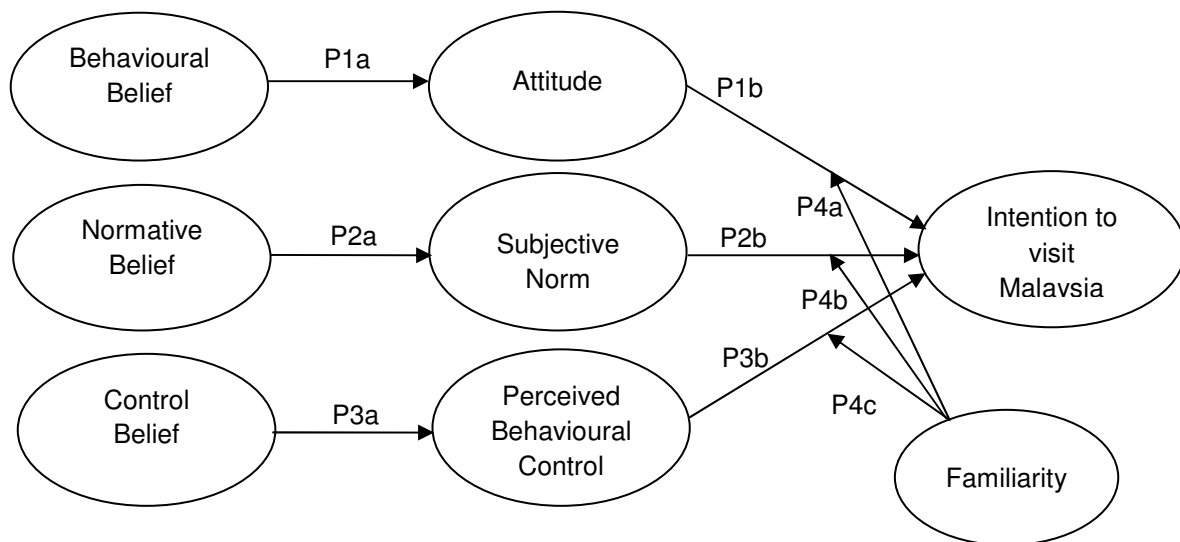 Behavioural
Belief
P1a
Attitude
P1b
Normative
Belief
P2a
Subjective
Norm
P2b
P4a
Intention to
visit
Malavsia
P4b
Control
Belief
P3a
Perceived
Behavioural
Control
P3b
P4c
Familiarity